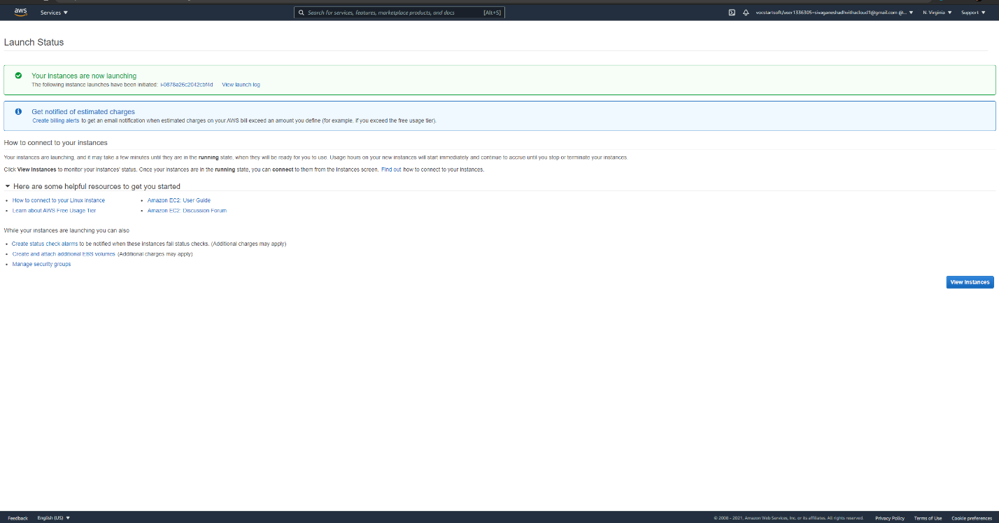 aws
Services
Search for services, features, marketplace products, and docs [Alt+S]
vocstartsoft/user1336305=sivaganeshadhvithacloud1@gmail.com @...
N. Virginia
Support
Launch Status
Your instances are now launching
The following instance launches have been initiated: i-0878a26c2042cbf4d View launch log
Get notified of estimated charges
Create billing alerts to get an email notification when estimated charges on your AWS bill exceed an amount you define (for example, if you exceed the free usage tier).
How to connect to your instances
Your instances are launching, and it may take a few minutes until they are in the running state, when they will be ready for you to use. Usage hours on your new instances will start immediately and continue to accrue until you stop or terminate your instances.
Click View Instances to monitor your instances' status. Once your instances are in the running state, you can connect to them from the Instances screen. Find out how to connect to your instances.
Here are some helpful resources to get you started
How to connect to your Linux instance
Learn about AWS Free Usage Tier
Amazon EC2: User Guide
Amazon EC2: Discussion Forum
While your instances are launching you can also
Create status check alarms to be notified when these instances fail status checks. (Additional charges may apply)
Create and attach additional EBS volumes (Additional charges may apply)
Manage security groups
View Instances
Feedback
English (US)
© 2008 - 2021, Amazon Web Services, Inc. or its affiliates. All rights reserved.
Privacy Policy
Terms of Use
Cookie preferences